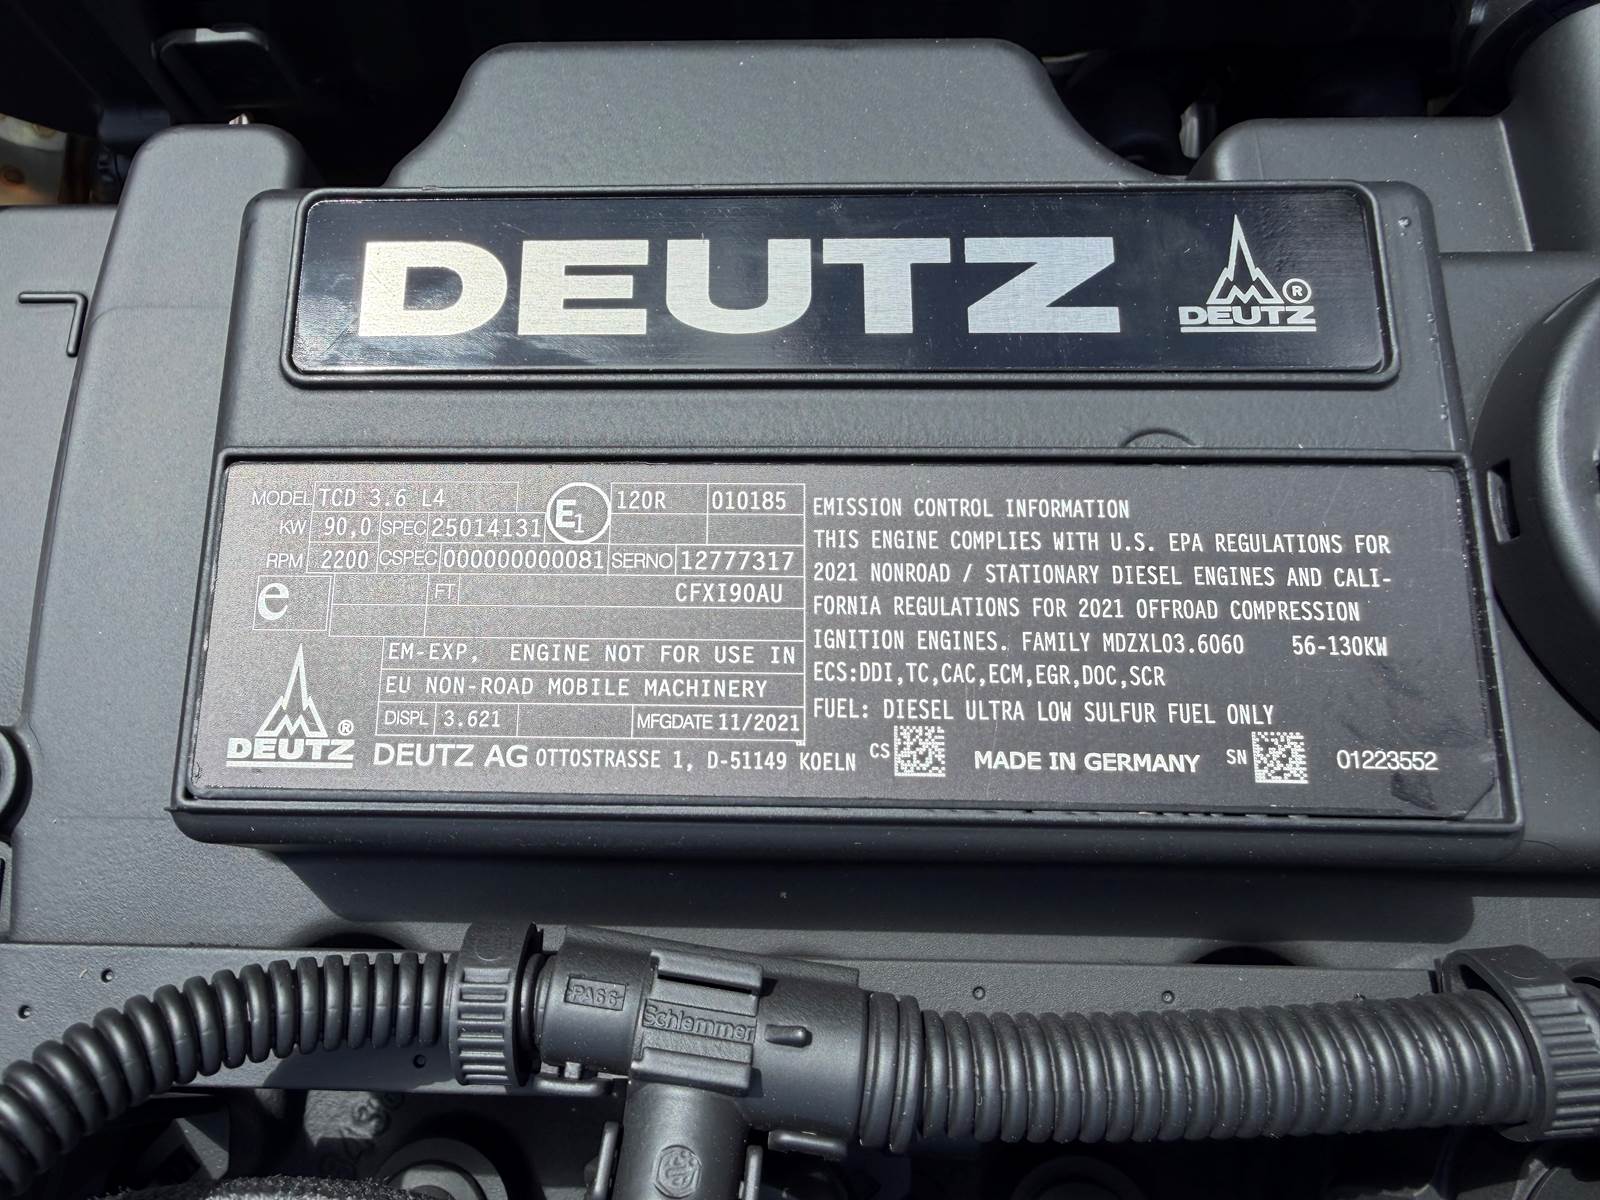 DEUTZ
DEUTZ ®
MODEL TCD 3.6 L4 E1 120R 010185
KW 90,0 SPEC 25014131
RPM 2200 CSPEC 000000000081 SERNO 12777317
e FT CFXI90AU
EM-EXP, ENGINE NOT FOR USE IN
EU NON-ROAD MOBILE MACHINERY
DISPL 3.621 MFGDATE 11/2021
DEUTZ ®
DEUTZ AG OTTOSTRASSE 1, D-51149 KOELN
EMISSION CONTROL INFORMATION
THIS ENGINE COMPLIES WITH U.S. EPA REGULATIONS FOR
2021 NONROAD / STATIONARY DIESEL ENGINES AND CALI-
FORNIA REGULATIONS FOR 2021 OFFROAD COMPRESSION
IGNITION ENGINES. FAMILY MDZXL03.6060 56-130KW
ECS:DDI,TC,CAC,ECM,EGR,DOC,SCR
FUEL: DIESEL ULTRA LOW SULFUR FUEL ONLY
CS MADE IN GERMANY SN 01223552
PA66
Schlemmer